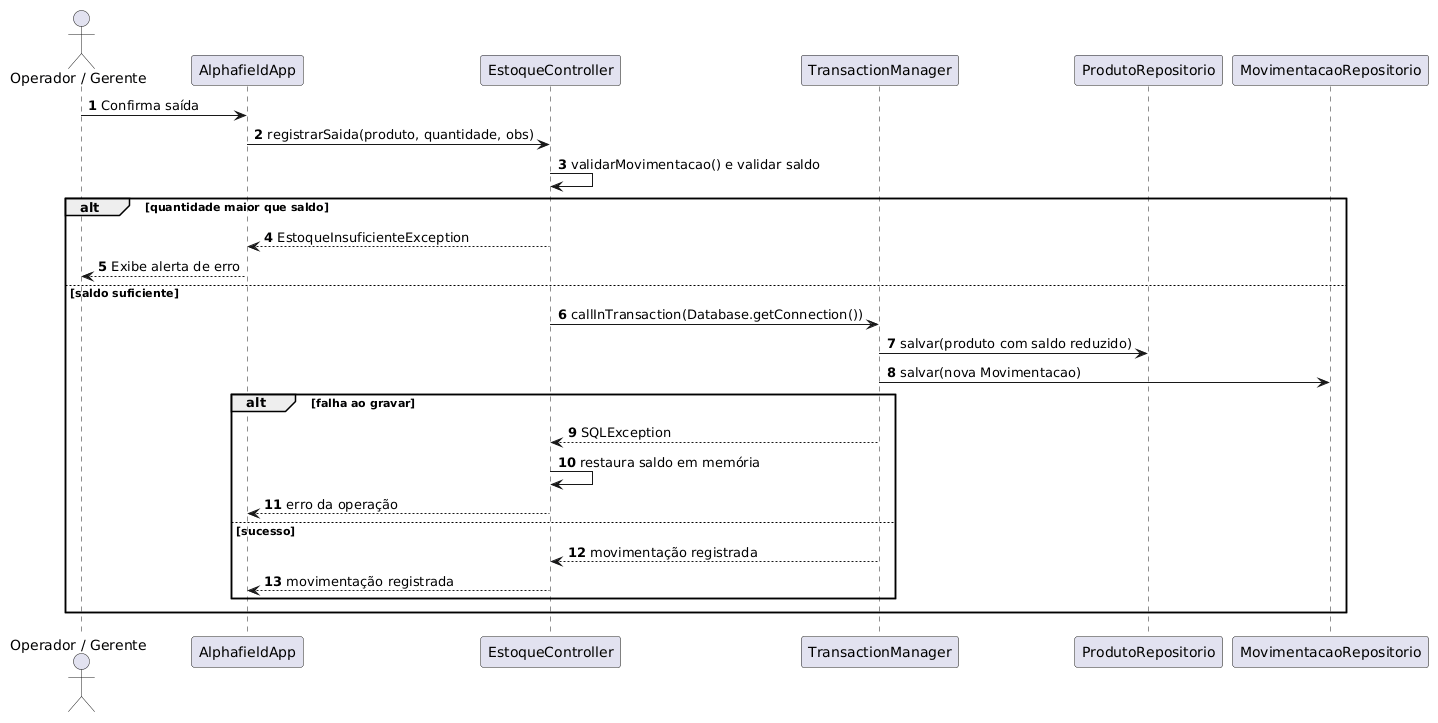 Operador / Gerente
AlphafieldApp
EstoqueController
TransactionManager
ProdutoRepositorio
MovimentacaoRepositorio
1 Confirma saída
2 registrarSaida(produto, quantidade, obs)
3 validarMovimentacao() e validar saldo
alt [quantidade maior que saldo]
4 EstoqueInsuficienteException
5 Exibe alerta de erro
[saldo suficiente]
6 callInTransaction(Database.getConnection())
7 salvar(produto com saldo reduzido)
8 salvar(nova Movimentacao)
alt [falha ao gravar]
9 SQLException
10 restaura saldo em memória
11 erro da operação
[sucesso]
12 movimentação registrada
13 movimentação registrada
Operador / Gerente
AlphafieldApp
EstoqueController
TransactionManager
ProdutoRepositorio
MovimentacaoRepositorio